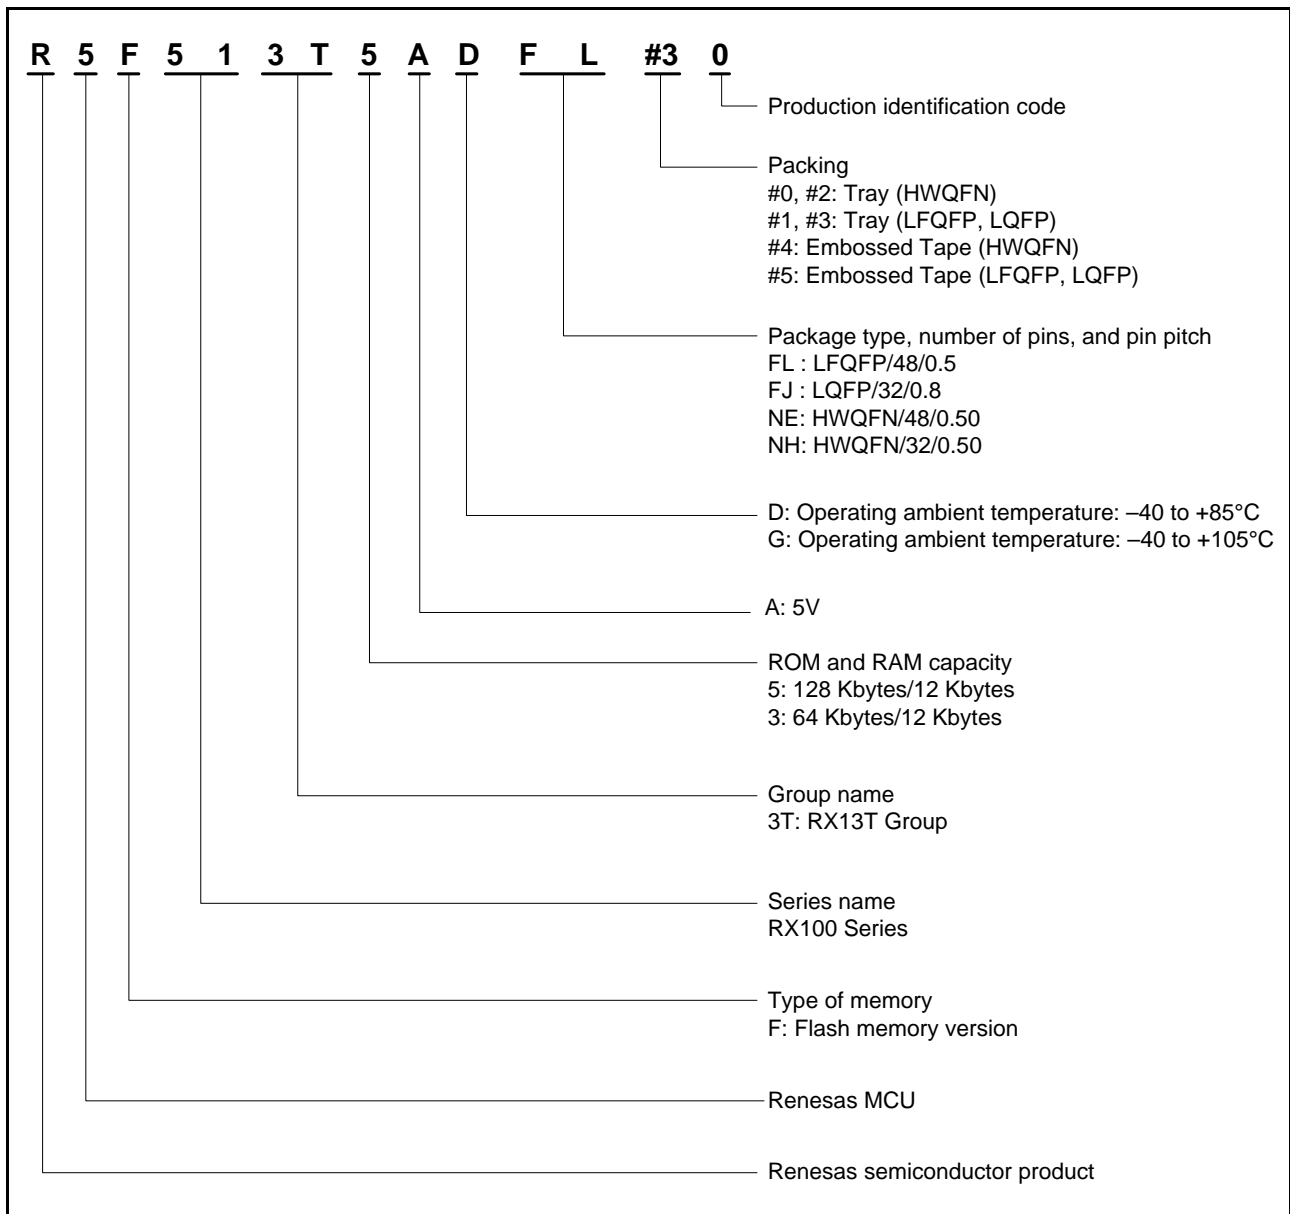 R 5 F 5 1 3 T 5 A D F L #3 0
Production identification code
Packing
#0, #2: Tray (HWQFN)
#1, #3: Tray (LFQFP, LQFP)
#4: Embossed Tape (HWQFN)
#5: Embossed Tape (LFQFP, LQFP)
Package type, number of pins, and pin pitch
FL : LFQFP/48/0.5
FJ : LQFP/32/0.8
NE: HWQFN/48/0.50
NH: HWQFN/32/0.50
D: Operating ambient temperature: –40 to +85°C
G: Operating ambient temperature: –40 to +105°C
A: 5V
ROM and RAM capacity
5: 128 Kbytes/12 Kbytes
3: 64 Kbytes/12 Kbytes
Group name
3T: RX13T Group
Series name
RX100 Series
Type of memory
F: Flash memory version
Renesas MCU
Renesas semiconductor product